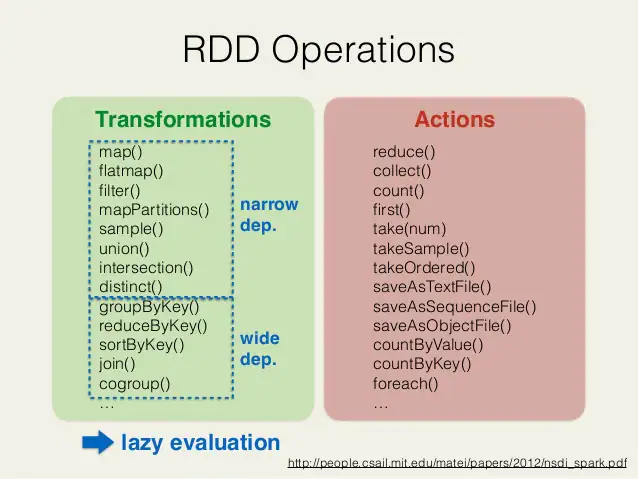 RDD Operations
Transformations
map()
flatmap()
filter()
mapPartitions()
sample()
union()
intersection()
distinct()
narrow
dep.
groupByKey()
reduceByKey()
sortByKey()
join()
cogroup()
…
wide
dep.
Actions
reduce()
collect()
count()
first()
take(num)
takeSample()
takeOrdered()
saveAsTextFile()
saveAsSequenceFile()
saveAsObjectFile()
countByValue()
countByKey()
foreach()
…
lazy evaluation
http://people.csail.mit.edu/matei/papers/2012/nsdi_spark.pdf